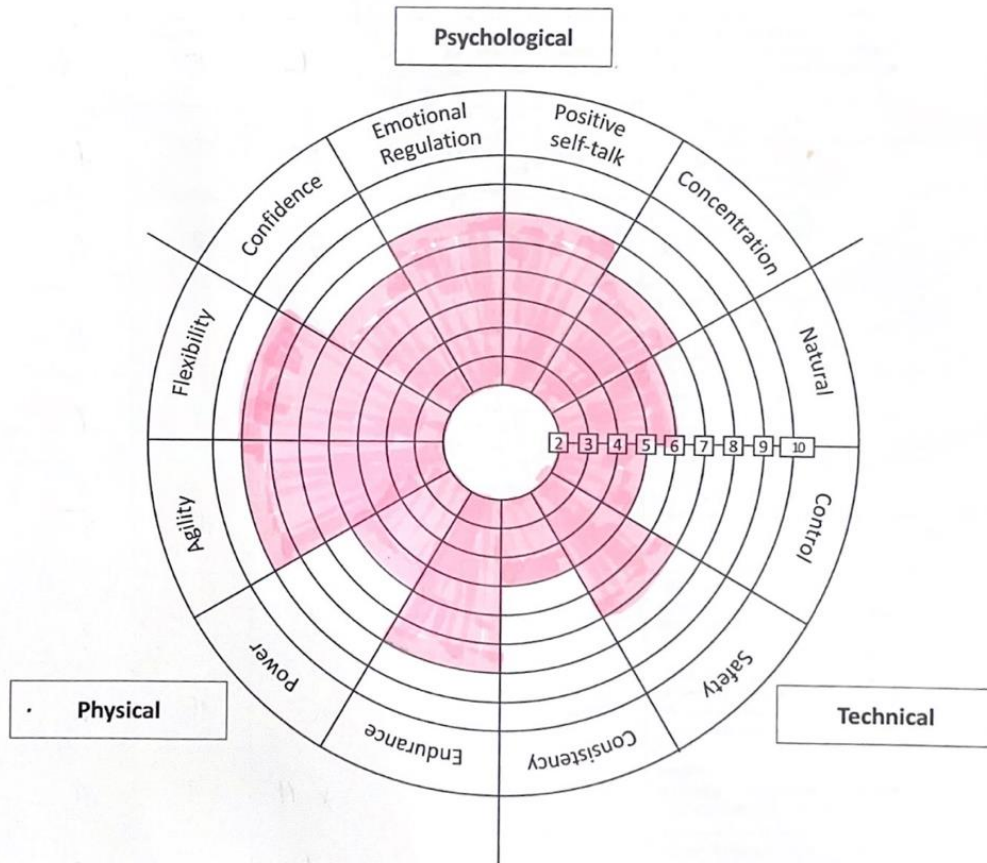 Psychological
Emotional
Regulation
Positive
self-talk
Confidence
Concentration
Flexibility
Natural
2 3 4 5 6 7 8 9 10
Agility
Control
Power
Safety
Endurance
Consistency
Physical
Technical